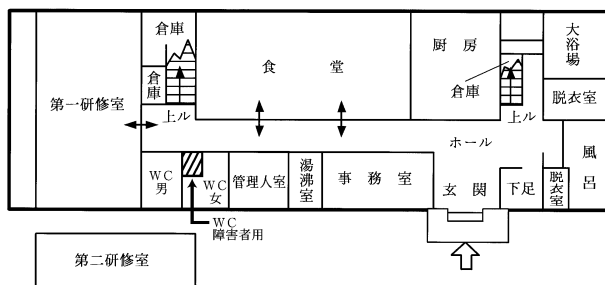 倉庫
倉庫
上ル
第一研修室
食堂
厨房
倉庫
上ル
大浴場
脱衣室
ホール
風呂
WC男
WC女
管理人室
湯沸室
事務室
玄関
下足
脱衣室
WC
障害者用
第二研修室